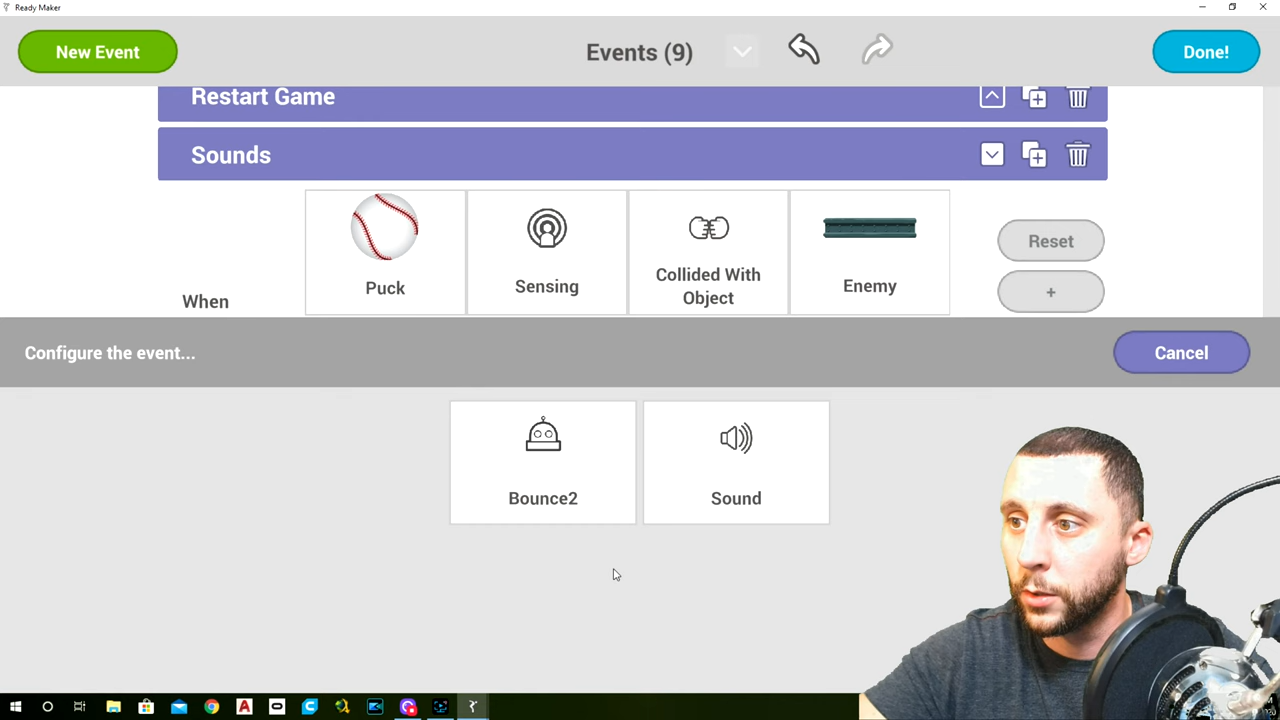 Ready Maker
New Event
Events (9)
Done!
Restart Game
Sounds
When
Puck
Sensing
Collided With
Object
Enemy
Reset
+
Configure the event...
Cancel
Bounce2
Sound